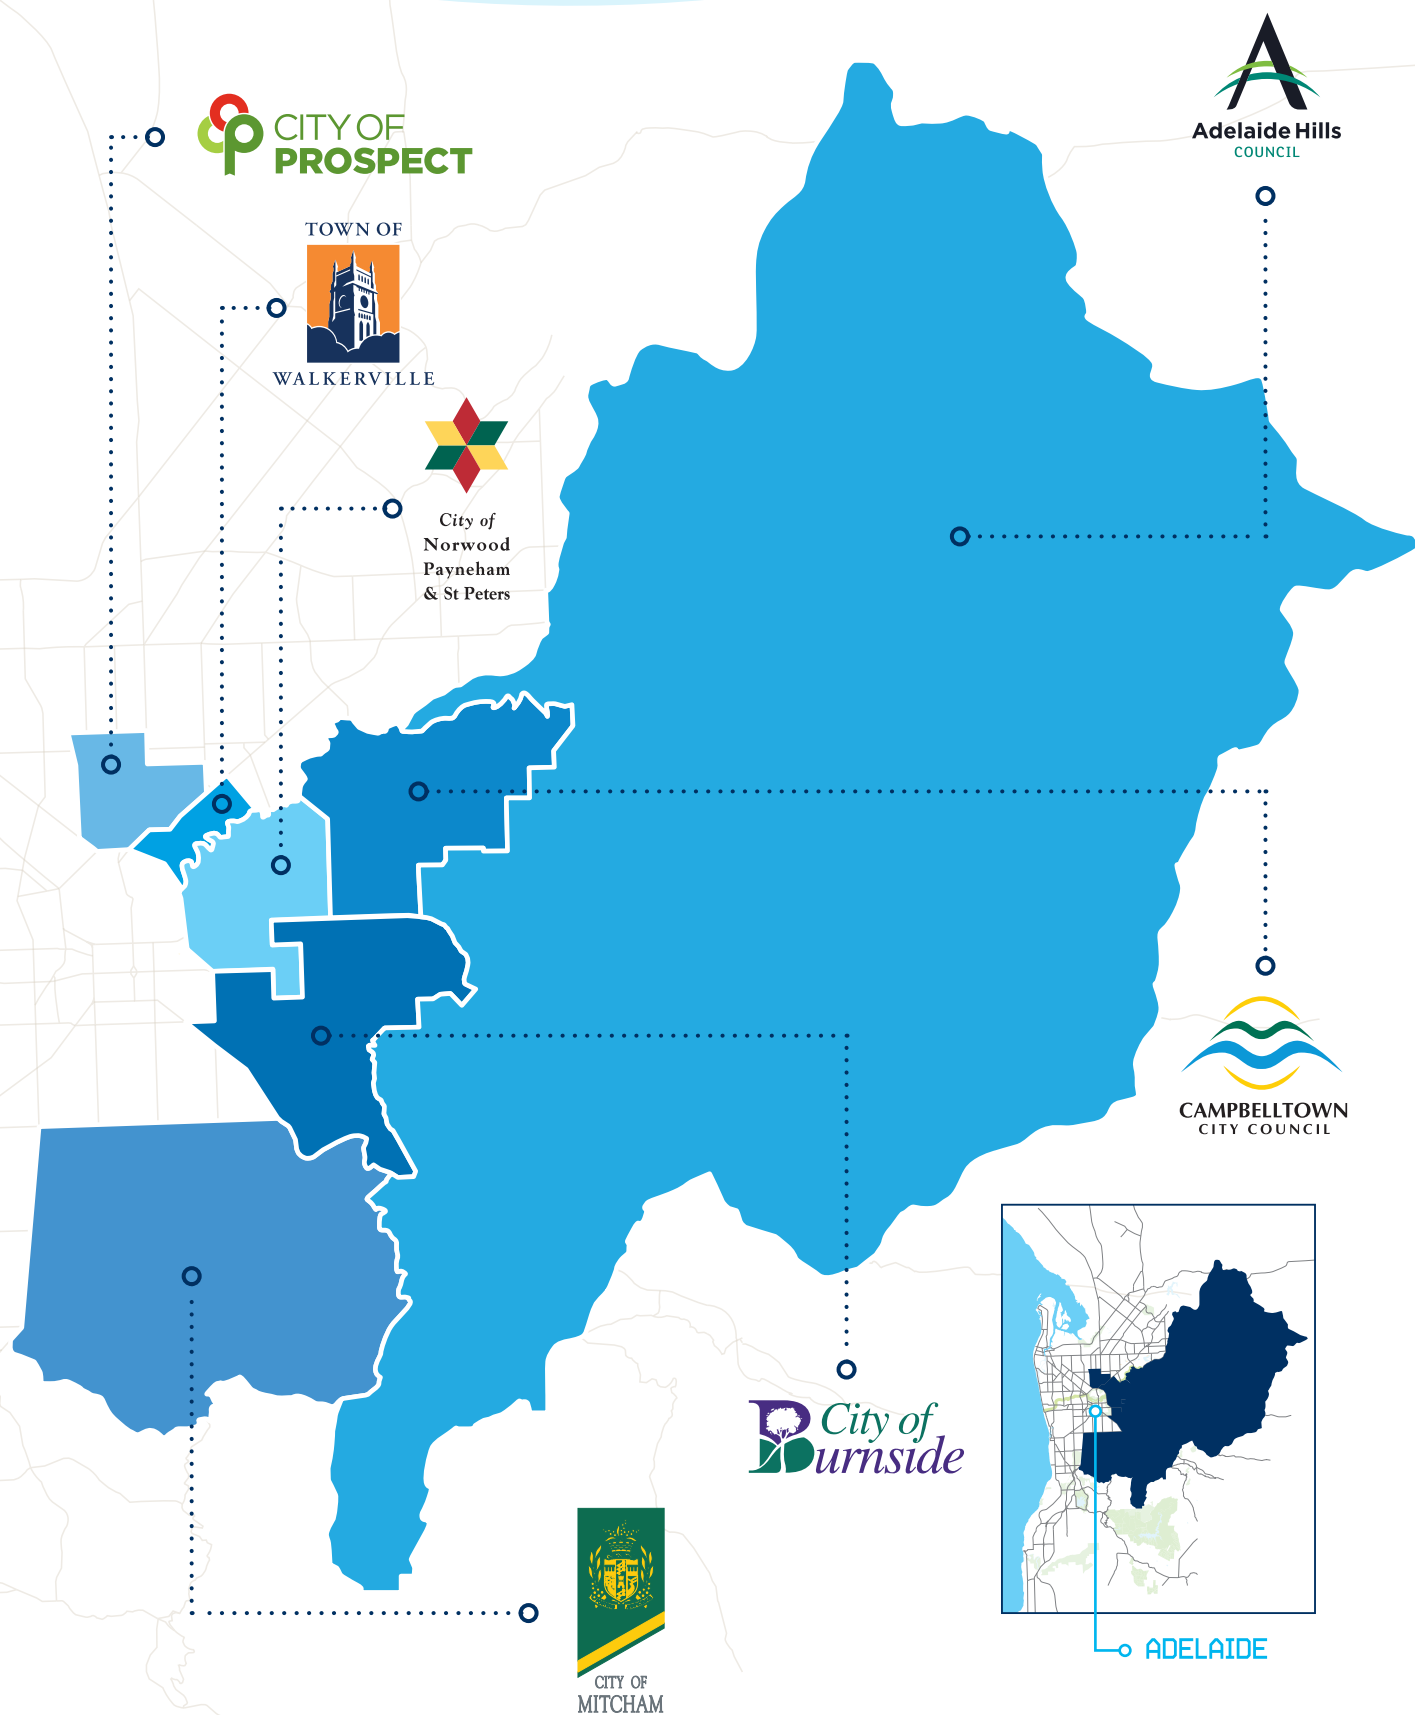 CITY OF
PROSPECT
Adelaide Hills
COUNCIL
TOWN OF
WALKERVILLE
City of
Norwood
Payneham
& St Peters
CAMPBELLTOWN
CITY COUNCIL
City of
Burnside
CITY OF
MITCHAM
ADELAIDE